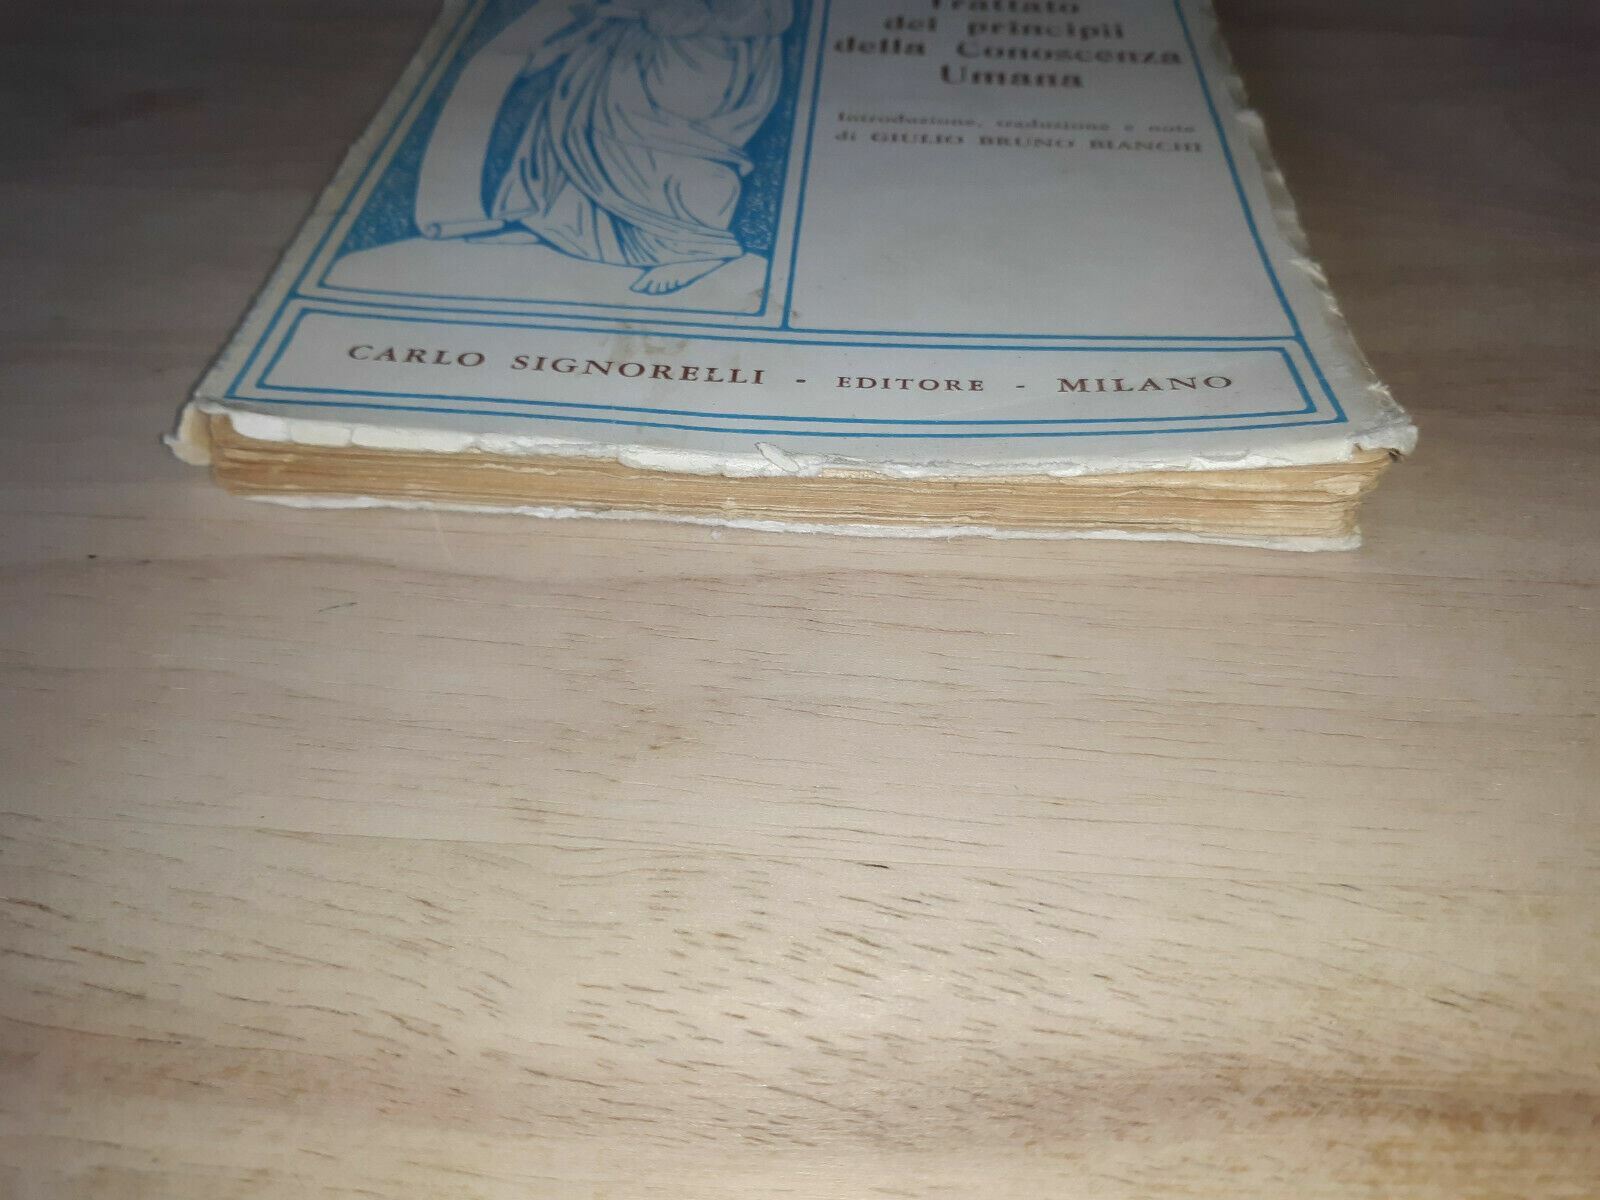 Trattato
dei principii
della Conoscenza
Umana
Introduzione, traduzione e note
di GIULIO BRUNO BIANCHI
CARLO SIGNORELLI - EDITORE - MILANO